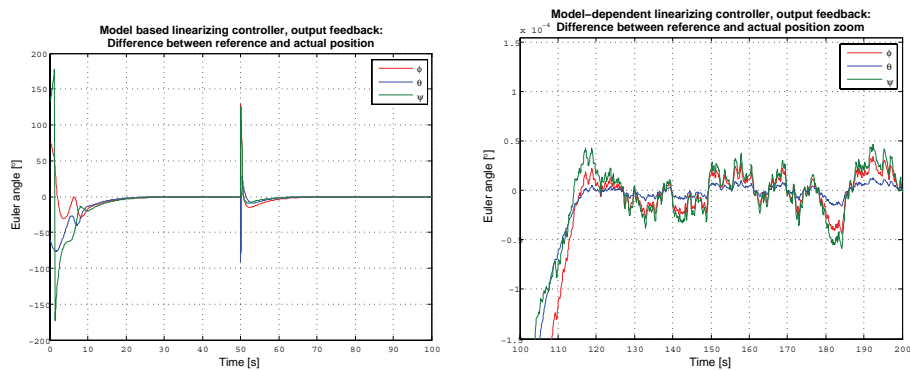 Model based linearizing controller, output feedback:
Difference between reference and actual position
200
150
100
50
0
−50
−100
−150
−200
0 10 20 30 40 50 60 70 80 90 100
Euler angle [°]
Time [s]
ϕ
θ
ψ
Model−dependent linearizing controller, output feedback:
Difference between reference and actual position zoom
1.5 x 10⁻⁴
1
0.5
0
−0.5
−1
−1.5
100 110 120 130 140 150 160 170 180 190 200
Euler angle [°]
Time [s]
ϕ
θ
ψ